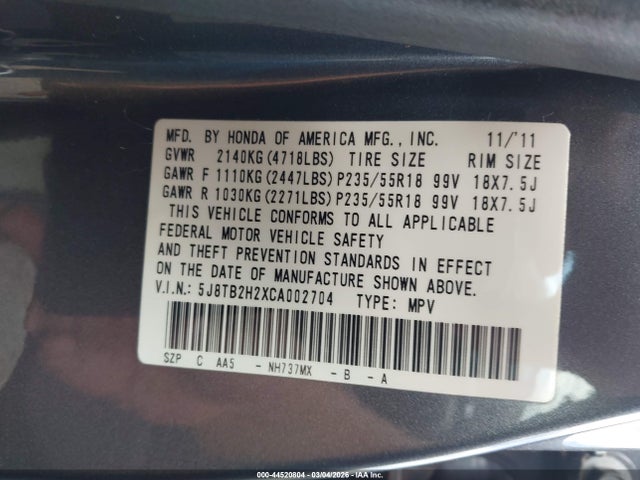 MFD. BY HONDA OF AMERICA MFG., INC. 11/'11
GVWR 2140KG(4718LBS) TIRE SIZE RIM SIZE
GAWR F 1110KG(2447LBS)P235/55R18 99V 18X7.5J
GAWR R 1030KG(2271LBS)P235/55R18 99V 18X7.5J
THIS VEHICLE CONFORMS TO ALL APPLICABLE
FEDERAL MOTOR VEHICLE SAFETY
AND THEFT PREVENTION STANDARDS IN EFFECT
ON THE DATE OF MANUFACTURE SHOWN ABOVE.
V.I.N.: 5J8TB2H2XCA002704 TYPE: MPV
SZP C AA5 - NH737MX - B - A
000-44520804 - 03/04/2026 - IAAI.COM